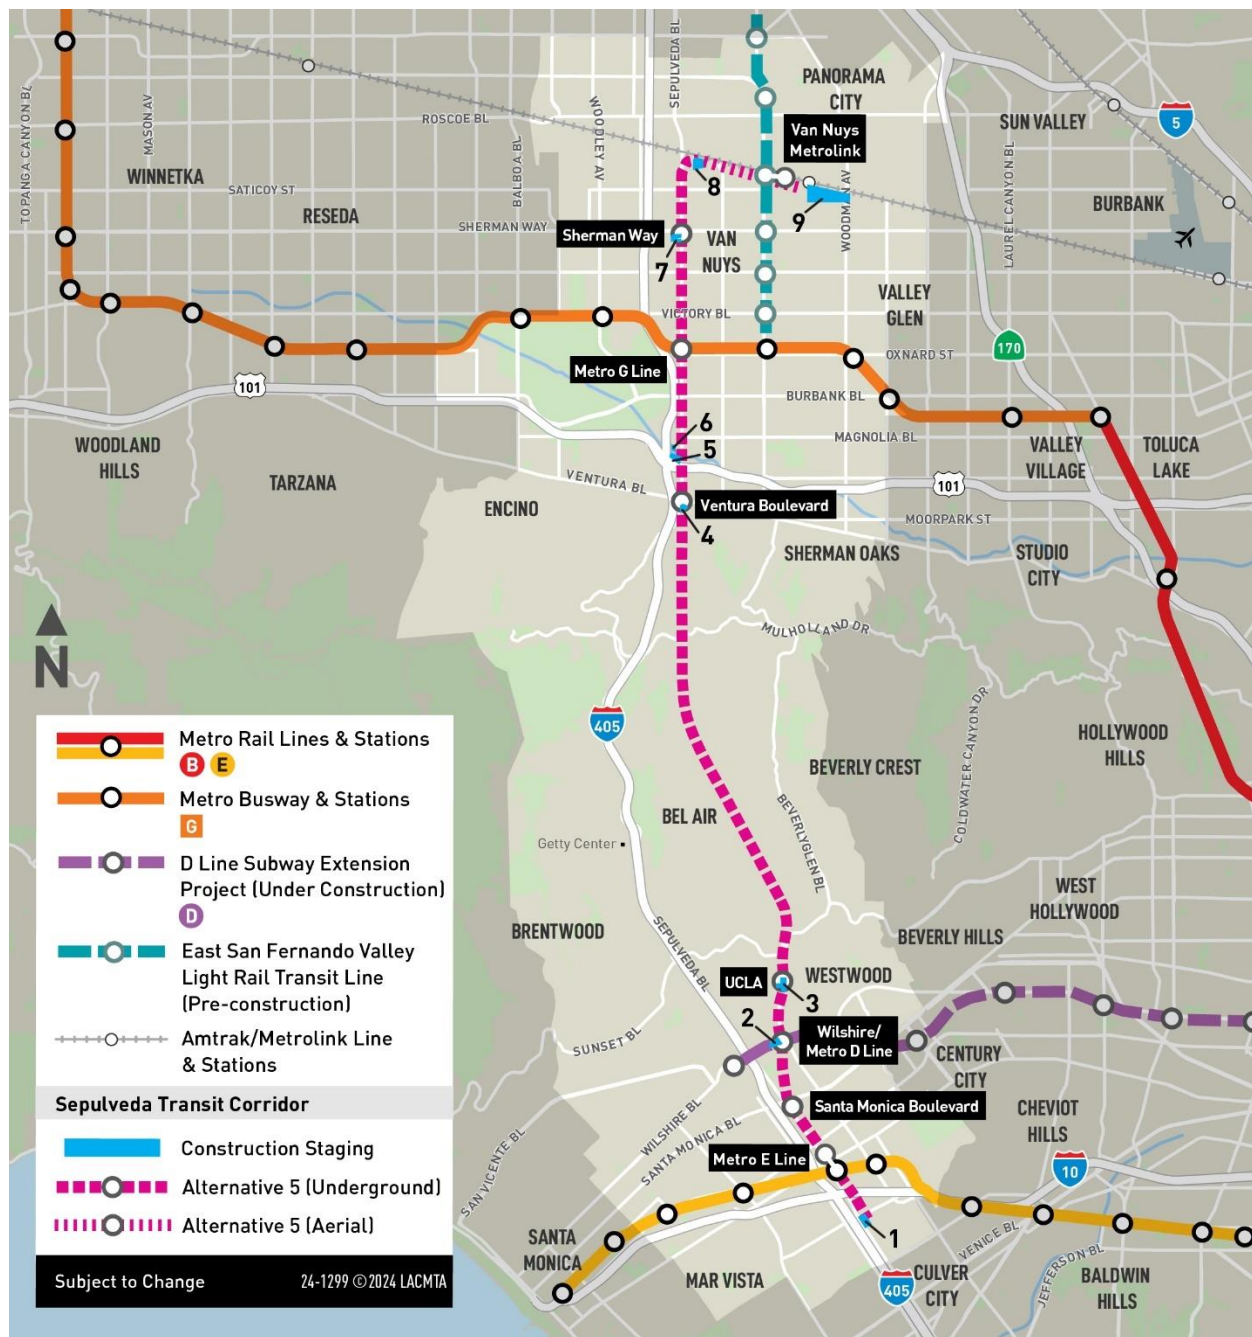 SEPULVEDA BL
PANORAMA
CITY
5
SUN VALLEY
TOPANGA CANYON BL
MASON AV
WOODLEY AV
ROSCOE BL
BALBOA BL
Van Nuys
Metrolink
WINNETKA
SATICOY ST
RESEDA
SHERMAN WAY
8
9
WOODMAN AV
LAUREL CANYON BL
BURBANK
Sherman Way
7
VAN
NUYS
VICTORY BL
VALLEY
GLEN
170
OXNARD ST
Metro G Line
101
BURBANK BL
MAGNOLIA BL
6
5
WOODLAND
HILLS
TARZANA
VENTURA BL
ENCINO
VALLEY
VILLAGE
TOLUCA
LAKE
101
Ventura Boulevard
4
MOORPARK ST
SHERMAN OAKS
STUDIO
CITY
MULHOLLAND DR
N
405
COLDWATER CANYON DR
HOLLYWOOD
HILLS
BEVERLY CREST
BEL AIR
BEVERLYGLEN BL
Getty Center
WEST
HOLLYWOOD
BRENTWOOD
SEPULVEDA BL
BEVERLY HILLS
UCLA
WESTWOOD
3
2
Wilshire/
Metro D Line
SUNSET BL
CENTURY
CITY
Santa Monica Boulevard
CHEVIOT
HILLS
WILSHIRE BL
SANTA MONICA BL
SAN VICENTE BL
Metro E Line
10
1
SANTA
MONICA
MAR VISTA
405
CULVER
CITY
VENICE BL
JEFFERSON BL
BALDWIN
HILLS
Metro Rail Lines & Stations
B E
Metro Busway & Stations
G
D Line Subway Extension
Project (Under Construction)
D
East San Fernando Valley
Light Rail Transit Line
(Pre-construction)
Amtrak/Metrolink Line
& Stations
Sepulveda Transit Corridor
Construction Staging
Alternative 5 (Underground)
Alternative 5 (Aerial)
Subject to Change 24-1299 ©2024 LACMTA